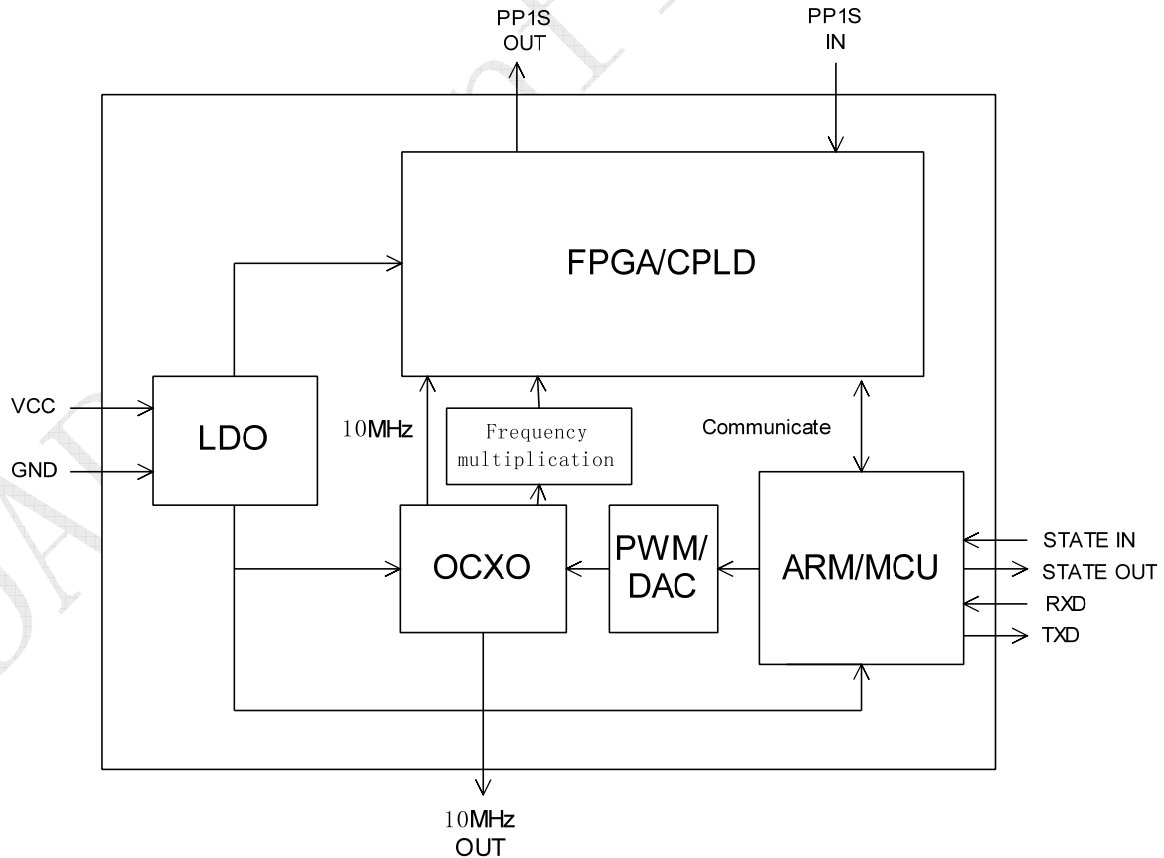 PP1S
OUT
PP1S
IN
FPGA/CPLD
VCC
GND
LDO
10MHz
Frequency
multiplication
Communicate
OCXO
PWM/
DAC
ARM/MCU
STATE IN
STATE OUT
RXD
TXD
10MHz
OUT